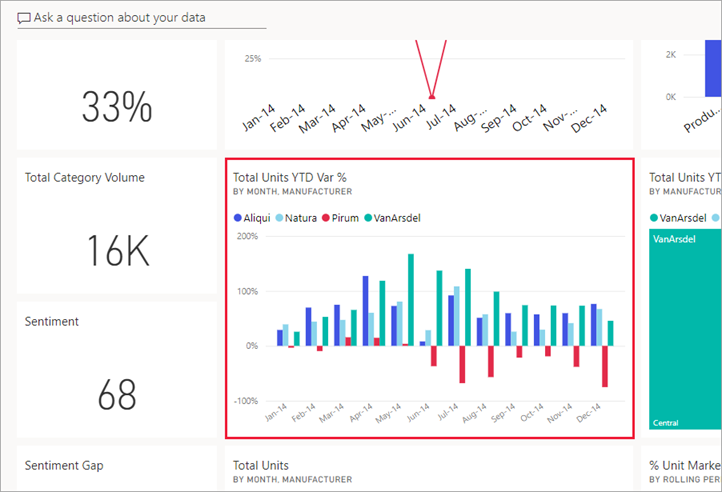 Ask a question about your data
33%
25%
Jan-14 Feb-14 Mar-14 Apr-14 May-... Jun-14 Jul-14 Aug-... Sep-14 Oct-14 Nov-... Dec-14
2K
0K
Produ...
Total Category Volume
16K
Sentiment
68
Sentiment Gap
Total Units YTD Var %
BY MONTH, MANUFACTURER
Aliqui Natura Pirum VanArsdel
200%
100%
0%
-100%
Jan-14 Feb-14 Mar-14 Apr-14 May-14 Jun-14 Jul-14 Aug-14 Sep-14 Oct-14 Nov-14 Dec-14
Total Units
BY MONTH, MANUFACTURER
Total Units YT
BY MANUFACTURER
VanArsdel
VanArsdel
Central
% Unit Marke
BY ROLLING PER